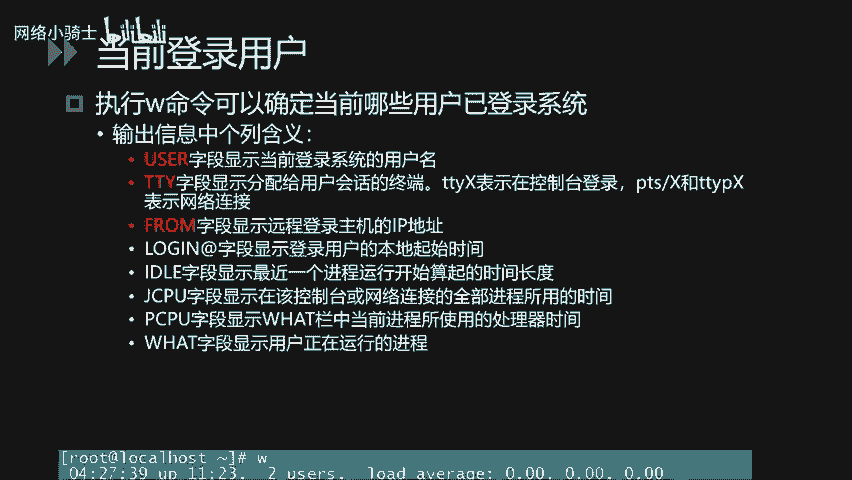 网络小骑士 bilibili
当前登录用户
执行w命令可以确定当前哪些用户已登录系统
• 输出信息中个列含义:
• USER字段显示当前登录系统的用户名
• TTY字段显示分配给用户会话的终端。ttyX表示在控制台登录，pts/X和ttypX
表示网络连接
• FROM字段显示远程登录主机的IP地址
• LOGIN@字段显示登录用户的本地起始时间
• IDLE字段显示最近一个进程运行开始算起的时间长度
• JCPU字段显示在该控制台或网络连接的全部进程所用的时间
• PCPU字段显示WHAT栏中当前进程所使用的处理器时间
• WHAT字段显示用户正在运行的进程
[root@localhost ~]# w
04:27:39 up 11:23, 2 users, load average: 0.00, 0.00, 0.00